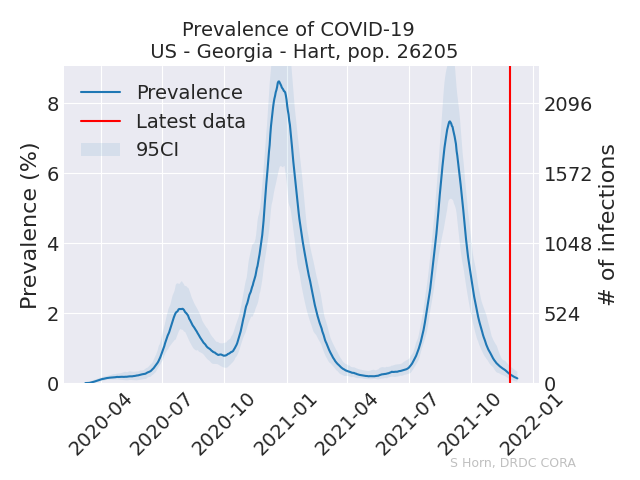 Prevalence of COVID-19
US - Georgia - Hart, pop. 26205
Prevalence
Latest data
95CI
Prevalence (%)
8
6
4
2
0
2096
1572
1048
524
0
# of infections
2020-04
2020-07
2020-10
2021-01
2021-04
2021-07
2021-10
2022-01
S Horn, DRDC CORA